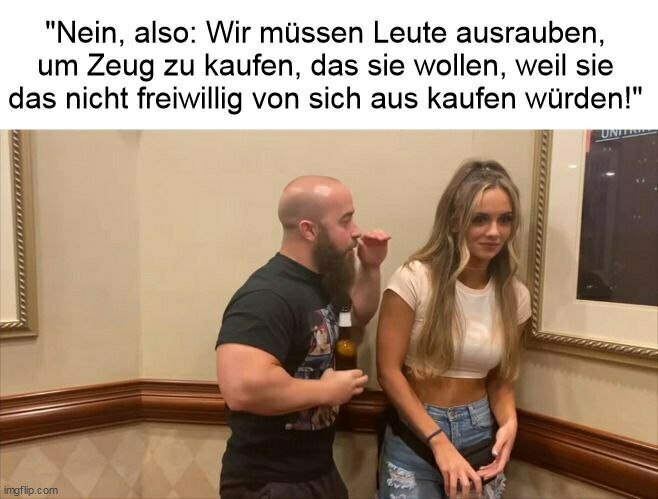 "Nein, also: Wir müssen Leute ausrauben,
um Zeug zu kaufen, das sie wollen, weil sie
das nicht freiwillig von sich aus kaufen würden!"
imgflip.com